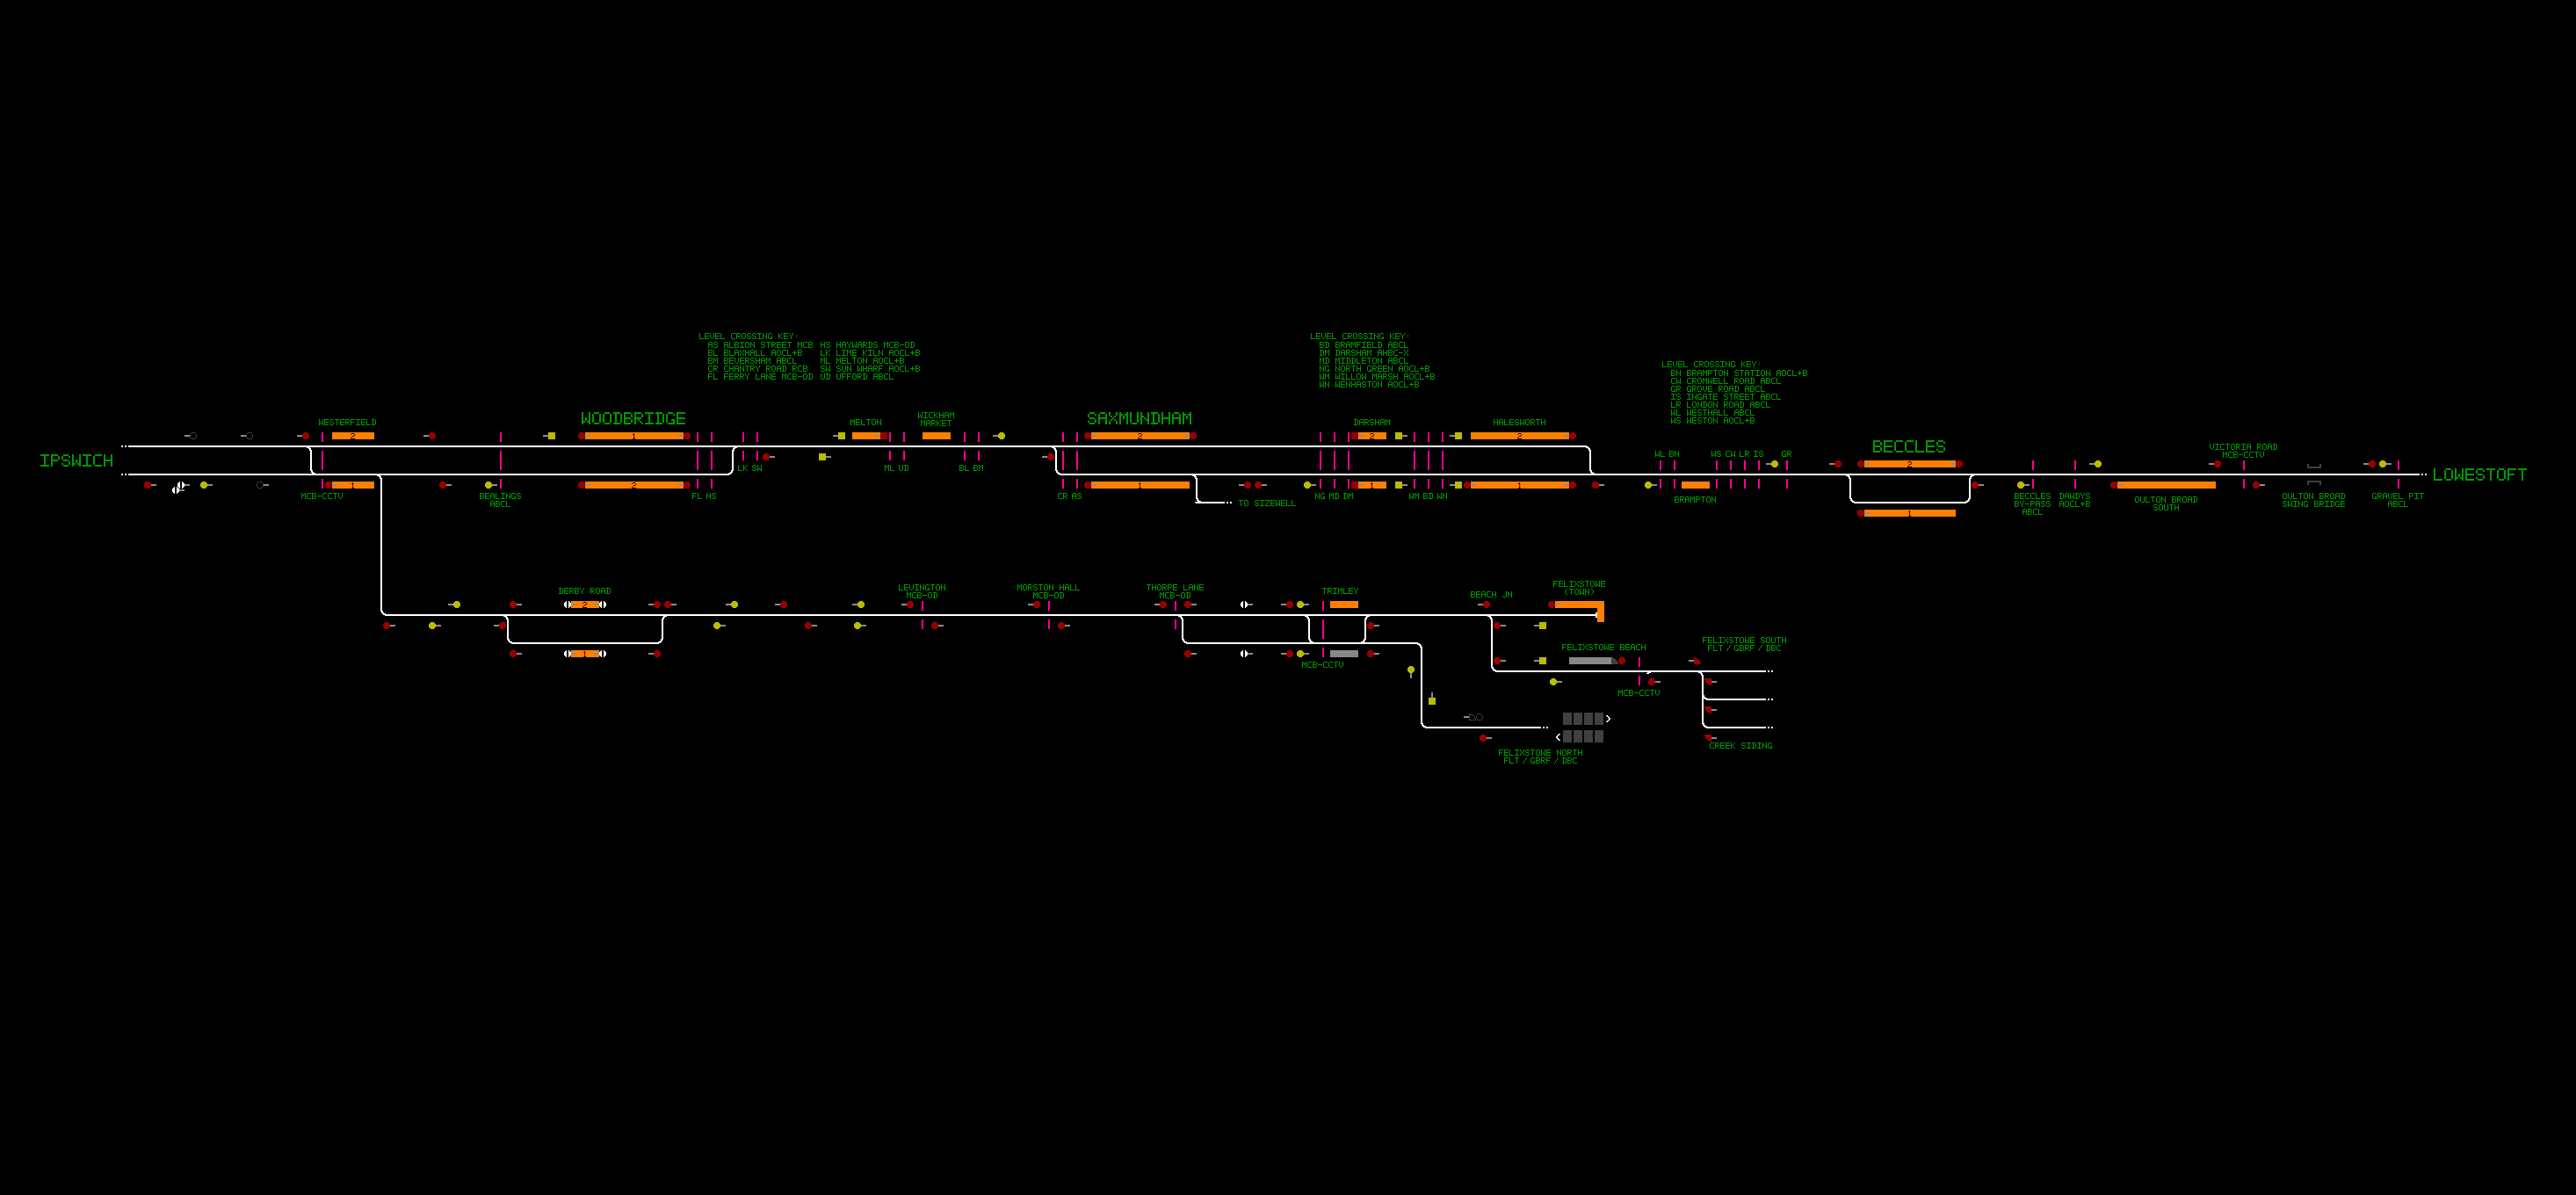 LEVEL CROSSING KEY:
AS ALBION STREET MCB HS HAYWARDS MCB-OD
BL BLAXHALL AOCL+B LK LIME KILN AOCL+B
BM BEVERSHAM ABCL ML MELTON AOCL+B
CR CHANTRY ROAD RCB SW SUN WHARF AOCL+B
FL FERRY LANE MCB-OD UD UFFORD ABCL
LEVEL CROSSING KEY:
BD BRAMFIELD ABCL
DM DARSHAM AHBC-X
MD MIDDLETON ABCL
NG NORTH GREEN AOCL+B
WM WILLOW MARSH AOCL+B
WN WENHASTON AOCL+B
LEVEL CROSSING KEY:
BN BRAMPTON STATION AOCL+B
CW CROMWELL ROAD ABCL
GR GROVE ROAD ABCL
IS INGATE STREET ABCL
LR LONDON ROAD ABCL
WL WESTHALL ABCL
WS WESTON AOCL+B
WESTERFIELD
WOODBRIDGE
MELTON
WICKHAM
MARKET
SAXMUNDHAM
DARSHAM
HALESWORTH
BECCLES
VICTORIA ROAD
MCB-CCTV
2
1
2
2
2
2
IPSWICH
LK SW
ML UD
BL BM
WL BN
WS CW LR IS
GR
LOWESTOFT
1
2
1
1
1
MCB-CCTV
BEALINGS
ABCL
FL HS
CR AS
TO SIZEWELL
NG MD DM
WM BD WN
BRAMPTON
1
BECCLES
BY-PASS
ABCL
DAWDYS
AOCL+B
OULTON BROAD
SOUTH
OULTON BROAD
SWING BRIDGE
GRAVEL PIT
ABCL
DERBY ROAD
2
1
LEVINGTON
MCB-OD
MORSTON HALL
MCB-OD
THORPE LANE
MCB-OD
TRIMLEY
MCB-CCTV
BEACH JN
FELIXSTOWE
(TOWN)
FELIXSTOWE BEACH
MCB-CCTV
FELIXSTOWE SOUTH
FLT / GBRF / DBC
CREEK SIDING
FELIXSTOWE NORTH
FLT / GBRF / DBC